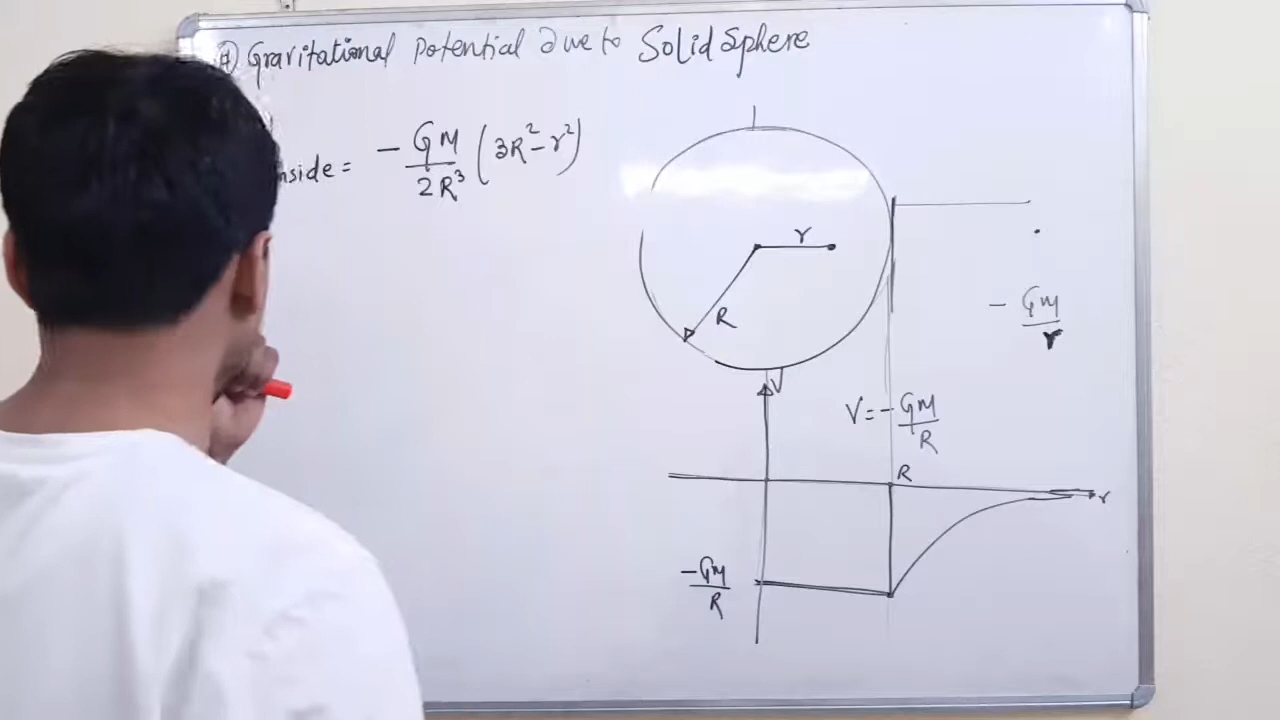 Gravitational Potential due to Solid Sphere
nside = - GM / 2R³ (3R² - r²)
r
R
- GM / r
V
V = - GM / R
R
r
- GM / R